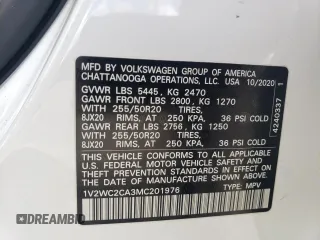 MFD BY VOLKSWAGEN GROUP OF AMERICA
CHATTANOOGA OPERATIONS, LLC. USA 10/2020
GVWR LBS 5445, KG 2470
GAWR FRONT LBS 2800, KG 1270
WITH 255/50R20 TIRES,
8JX20 RIMS, AT PSI 36 PSI COLD
GAWR REAR LBS 2756, KG 1250
WITH 255/50R20 TIRES,
8JX20 RIMS, AT PSI 36 PSI COLD
THIS VEHICLE CONFORMS TO ALL APPLICABLE
U.S. FEDERAL MOTOR VEHICLE SAFETY AND
THEFT PREVENTION STANDARDS IN EFFECT
ON THE DATE OF MANUFACTURE SHOWN ABOVE.
1V2WC2CA3MC201976 TYPE: MPV
4240337 1
DREAMBID